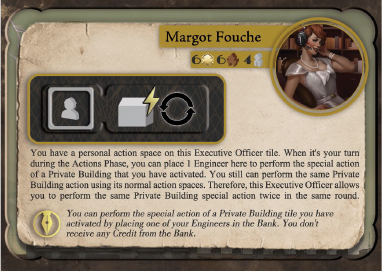 Margot Fouche
6 6 4
You have a personal action space on this Executive Officer tile. When it's your turn
during the Actions Phase, you can place 1 Engineer here to perform the special action
of a Private Building that you have activated. You still can perform the same Private
Building action using its normal action spaces. Therefore, this Executive Officer allows
you to perform the same Private Building special action twice in the same round.
You can perform the special action of a Private Building tile you have
activated by placing one of your Engineers in the Bank. You don't
receive any Credit from the Bank.